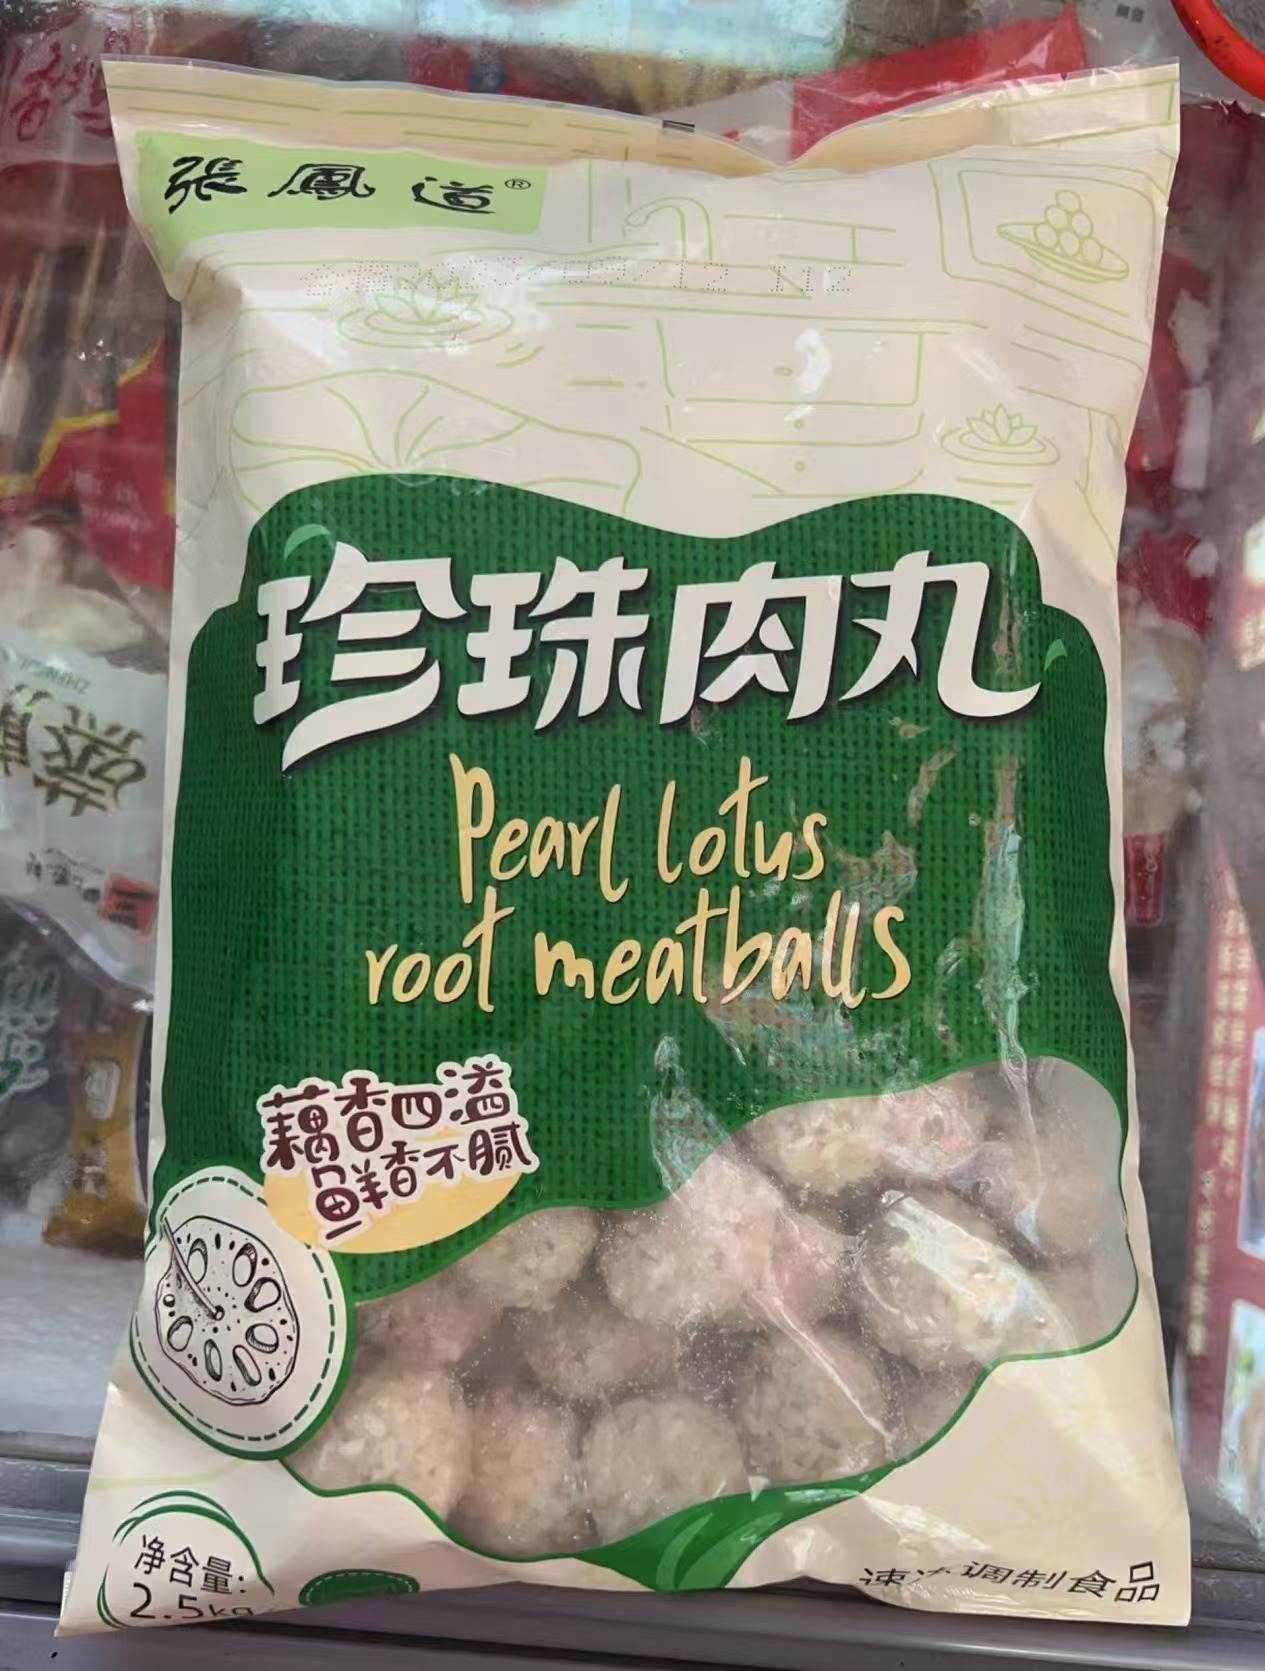 張鳳道®
珍珠肉丸
Pearl lotus
root meatballs
藕香四溢
鲜香不腻
净含量:
2.5kg
速冻调制食品